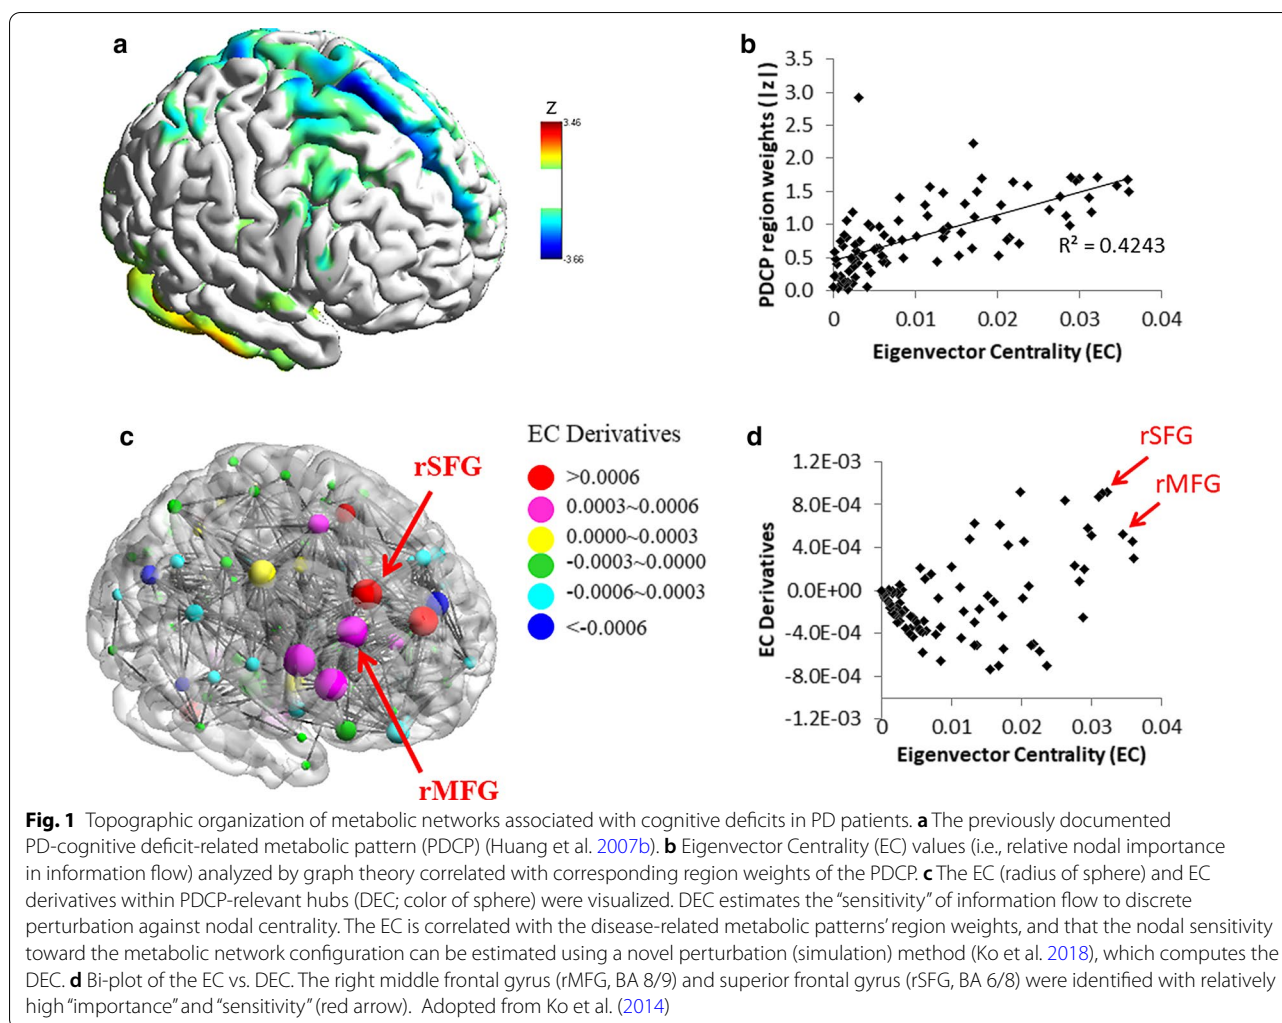 a
Z
3.46
-3.66
b
PDCP region weights (|z|)
3.5
3.0
2.5
2.0
1.5
1.0
0.5
0.0
R² = 0.4243
0 0.01 0.02 0.03 0.04
Eigenvector Centrality (EC)
c
rSFG
rMFG
EC Derivatives
>0.0006
0.0003~0.0006
0.0000~0.0003
-0.0003~0.0000
-0.0006~0.0003
<-0.0006
d
rSFG
rMFG
EC Derivatives
1.2E-03
8.0E-04
4.0E-04
0.0E+00
-4.0E-04
-8.0E-04
-1.2E-03
0 0.01 0.02 0.03 0.04
Eigenvector Centrality (EC)
Fig. 1 Topographic organization of metabolic networks associated with cognitive deficits in PD patients. a The previously documented
PD-cognitive deficit-related metabolic pattern (PDCP) (Huang et al. 2007b). b Eigenvector Centrality (EC) values (i.e., relative nodal importance
in information flow) analyzed by graph theory correlated with corresponding region weights of the PDCP. c The EC (radius of sphere) and EC
derivatives within PDCP-relevant hubs (DEC; color of sphere) were visualized. DEC estimates the “sensitivity” of information flow to discrete
perturbation against nodal centrality. The EC is correlated with the disease-related metabolic patterns’ region weights, and that the nodal sensitivity
toward the metabolic network configuration can be estimated using a novel perturbation (simulation) method (Ko et al. 2018), which computes the
DEC. d Bi-plot of the EC vs. DEC. The right middle frontal gyrus (rMFG, BA 8/9) and superior frontal gyrus (rSFG, BA 6/8) were identified with relatively
high “importance” and “sensitivity” (red arrow). Adopted from Ko et al. (2014)